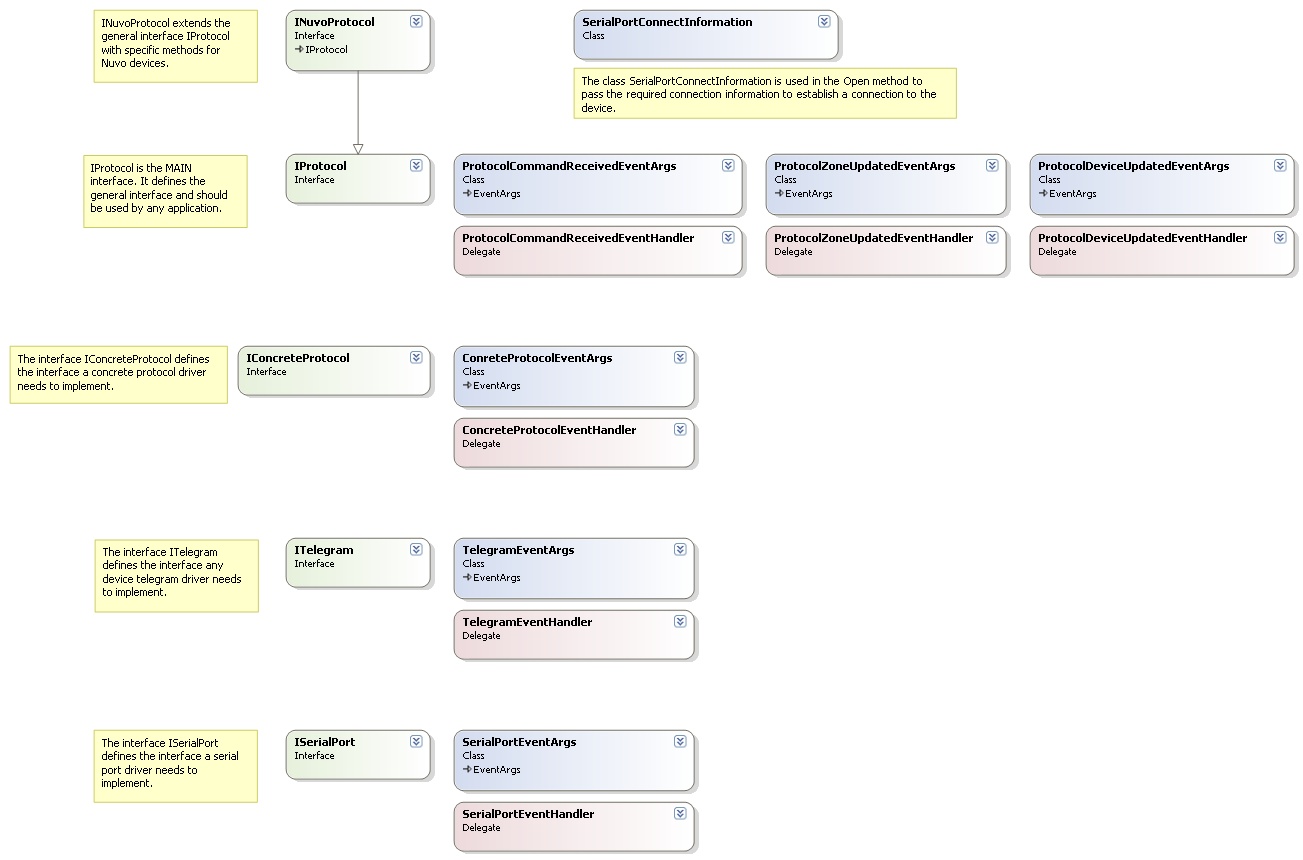 INuvoProtocol extends the
general interface IProtocol
with specific methods for
Nuvo devices.
INuvoProtocol
Interface
IProtocol
SerialPortConnectInformation
Class
The class SerialPortConnectInformation is used in the Open method to
pass the required connection information to establish a connection to the
device.
IProtocol is the MAIN
interface. It defines the
general interface and should
be used by any application.
IProtocol
Interface
ProtocolCommandReceivedEventArgs
Class
EventArgs
ProtocolZoneUpdatedEventArgs
Class
EventArgs
ProtocolDeviceUpdatedEventArgs
Class
EventArgs
ProtocolCommandReceivedEventHandler
Delegate
ProtocolZoneUpdatedEventHandler
Delegate
ProtocolDeviceUpdatedEventHandler
Delegate
The interface IConcreteProtocol defines
the interface a concrete protocol driver
needs to implement.
IConcreteProtocol
Interface
ConreteProtocolEventArgs
Class
EventArgs
ConcreteProtocolEventHandler
Delegate
The interface ITelegram
defines the interface any
device telegram driver needs
to implement.
ITelegram
Interface
TelegramEventArgs
Class
EventArgs
TelegramEventHandler
Delegate
The interface ISerialPort
defines the interface a serial
port driver needs to
implement.
ISerialPort
Interface
SerialPortEventArgs
Class
EventArgs
SerialPortEventHandler
Delegate